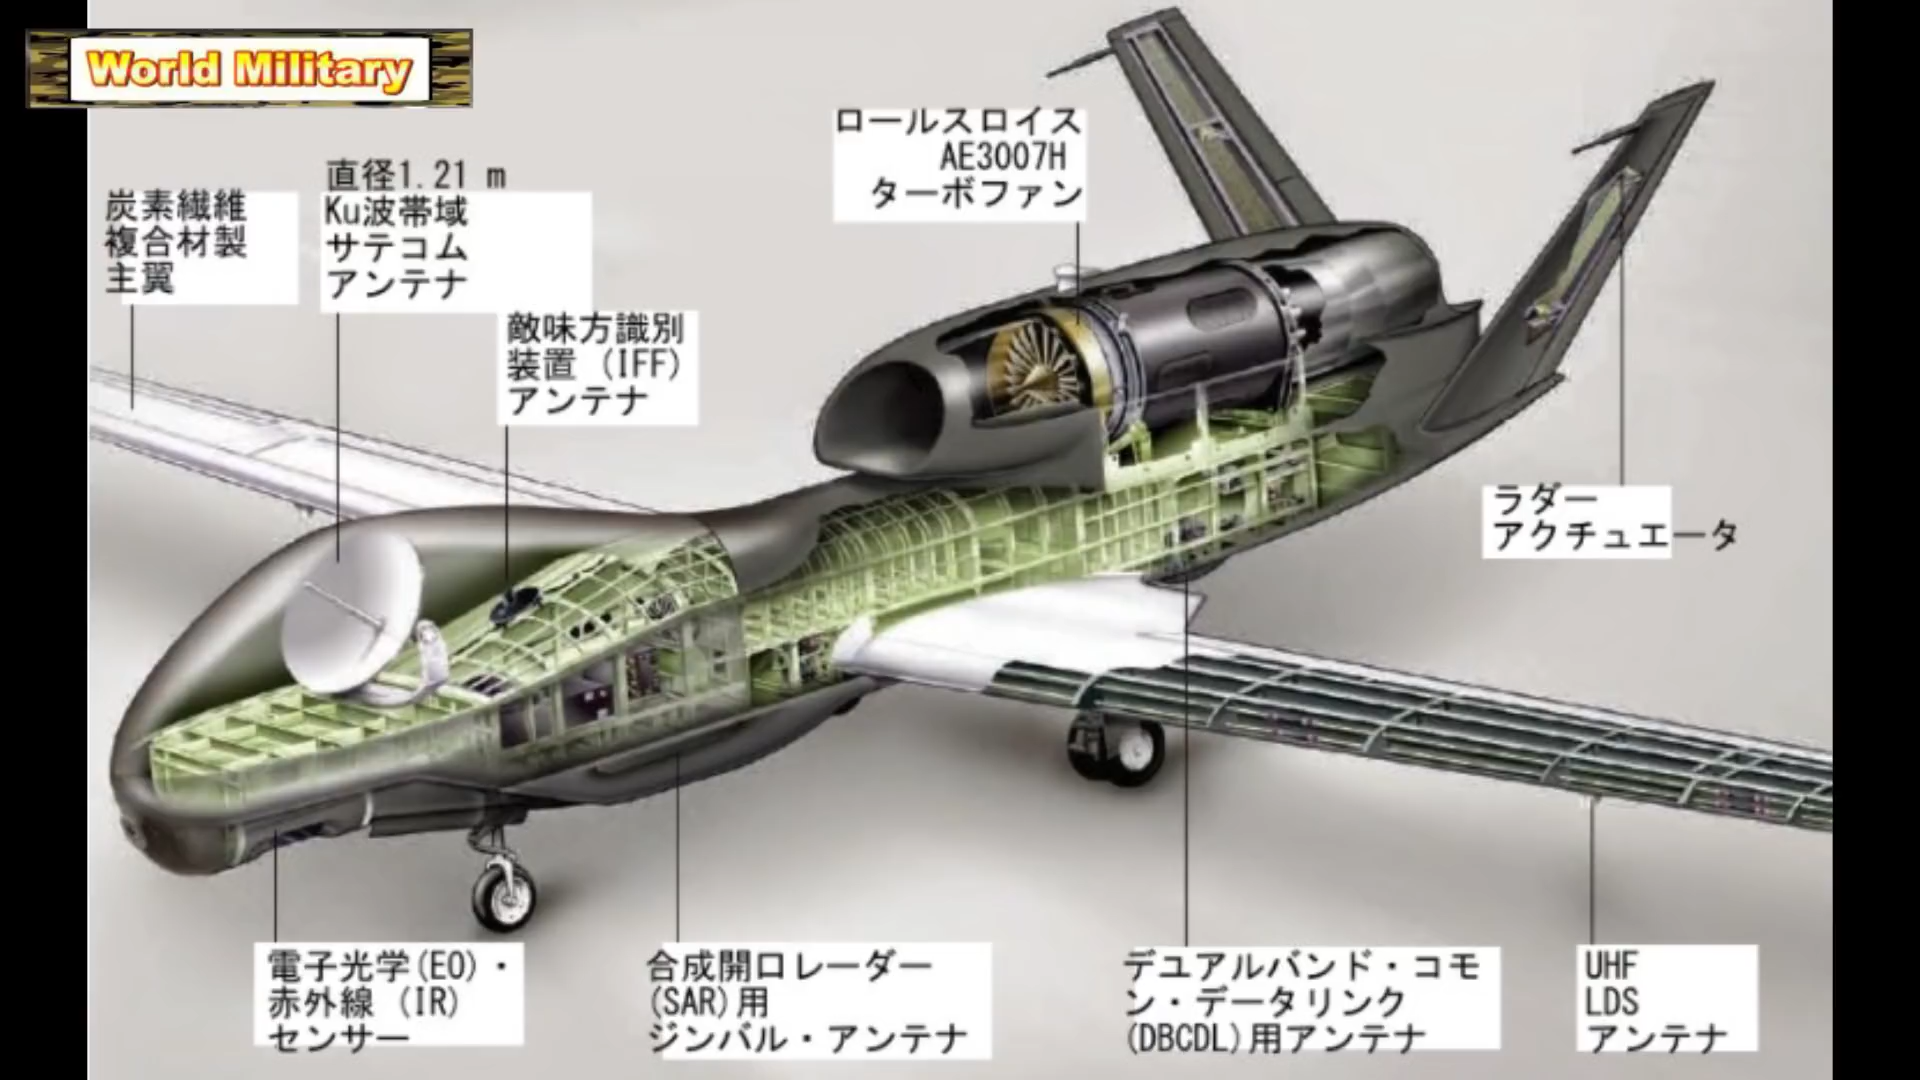 World Military
炭素繊維
複合材製
主翼
直径1.21 m
Ku波帯域
サテコム
アンテナ
敵味方識別
装置 (IFF)
アンテナ
ロールスロイス
AE3007H
ターボファン
ラダー
アクチュエータ
電子光学(EO)・
赤外線 (IR)
センサー
合成開口レーダー
(SAR)用
ジンバル・アンテナ
デュアルバンド・コモ
ン・データリンク
(DBCDL)用アンテナ
UHF
LDS
アンテナ